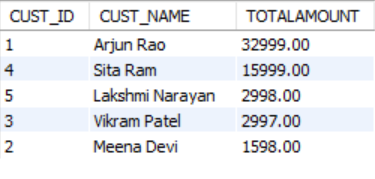 CUST_ID CUST_NAME TOTALAMOUNT
1 Arjun Rao 32999.00
4 Sita Ram 15999.00
5 Lakshmi Narayan 2998.00
3 Vikram Patel 2997.00
2 Meena Devi 1598.00